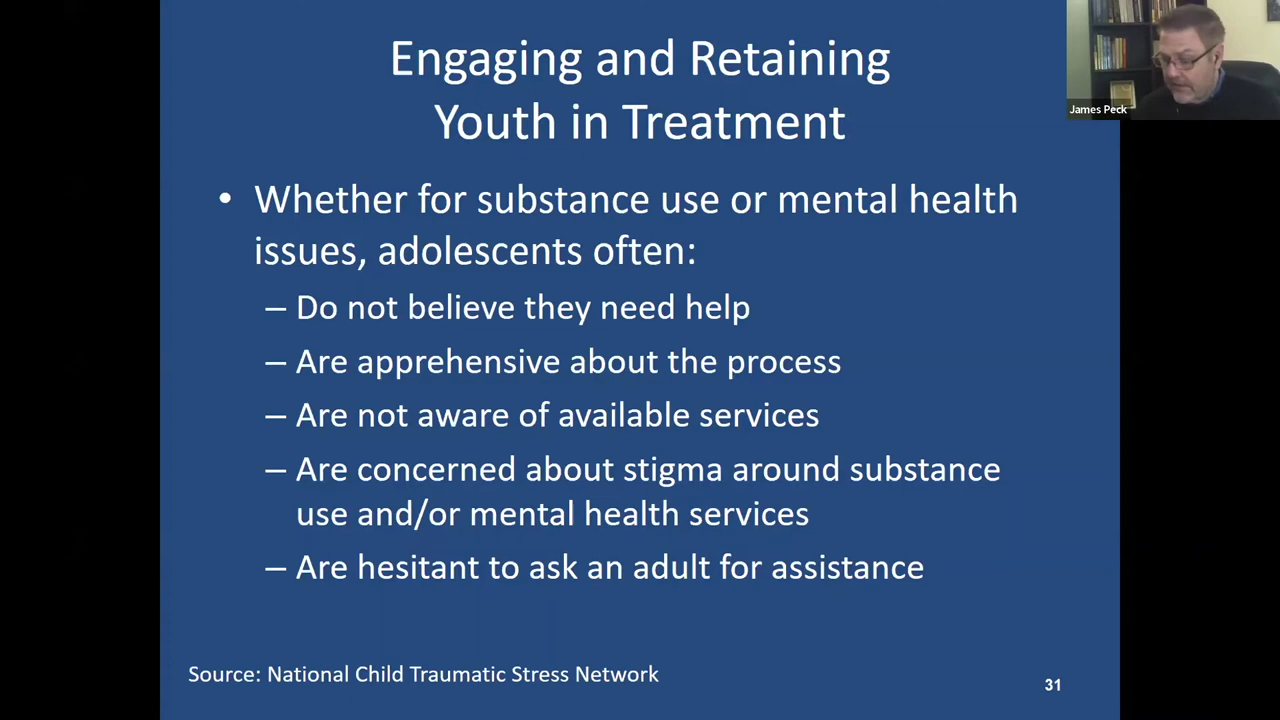 Engaging and Retaining
Youth in Treatment
• Whether for substance use or mental health
issues, adolescents often:
– Do not believe they need help
– Are apprehensive about the process
– Are not aware of available services
– Are concerned about stigma around substance
use and/or mental health services
– Are hesitant to ask an adult for assistance
Source: National Child Traumatic Stress Network
31
James Peck